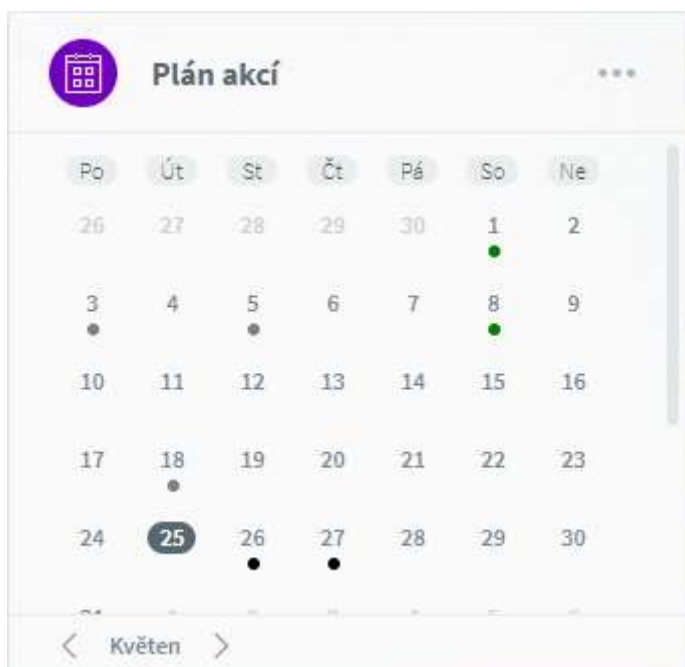 Plán akcí
Po Út St Čt Pá So Ne
26 27 28 29 30 1 2
3 4 5 6 7 8 9
10 11 12 13 14 15 16
17 18 19 20 21 22 23
24 25 26 27 28 29 30
Květen